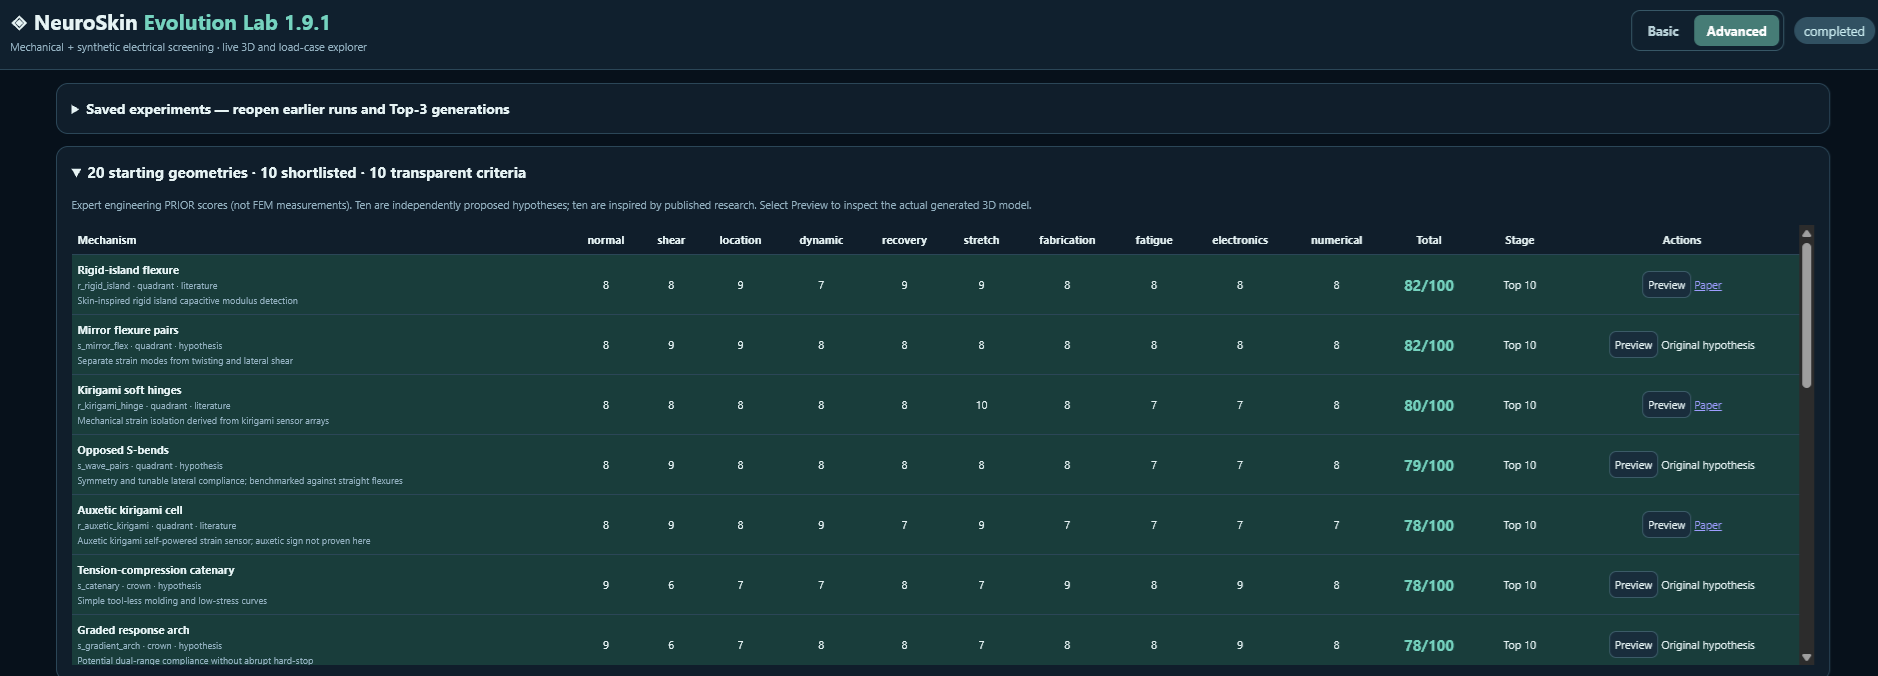 NeuroSkin Evolution Lab 1.9.1
Mechanical + synthetic electrical screening · live 3D and load-case explorer
Basic Advanced completed
▶ Saved experiments — reopen earlier runs and Top-3 generations
▼ 20 starting geometries · 10 shortlisted · 10 transparent criteria
Expert engineering PRIOR scores (not FEM measurements). Ten are independently proposed hypotheses; ten are inspired by published research. Select Preview to inspect the actual generated 3D model.
Mechanism normal shear location dynamic recovery stretch fabrication fatigue electronics numerical Total Stage Actions
Rigid-island flexure
r_rigid_island · quadrant · literature
Skin-inspired rigid island capacitive modulus detection
8 8 9 7 9 9 8 8 8 8 82/100 Top 10 Preview Paper
Mirror flexure pairs
s_mirror_flex · quadrant · hypothesis
Separate strain modes from twisting and lateral shear
8 9 9 8 8 8 8 8 8 8 82/100 Top 10 Preview Original hypothesis
Kirigami soft hinges
r_kirigami_hinge · quadrant · literature
Mechanical strain isolation derived from kirigami sensor arrays
8 8 8 8 8 10 8 7 7 8 80/100 Top 10 Preview Paper
Opposed S-bends
s_wave_pairs · quadrant · hypothesis
Symmetry and tunable lateral compliance; benchmarked against straight flexures
8 9 8 8 8 8 8 7 7 8 79/100 Top 10 Preview Original hypothesis
Auxetic kirigami cell
r_auxetic_kirigami · quadrant · literature
Auxetic kirigami self-powered strain sensor; auxetic sign not proven here
8 9 8 9 7 9 7 7 7 7 78/100 Top 10 Preview Paper
Tension-compression catenary
s_catenary · crown · hypothesis
Simple tool-less molding and low-stress curves
9 6 7 7 8 7 9 8 9 8 78/100 Top 10 Preview Original hypothesis
Graded response arch
s_gradient_arch · crown · hypothesis
Potential dual-range compliance without abrupt hard-stop
9 6 7 8 8 7 8 8 9 8 78/100 Top 10 Preview Original hypothesis